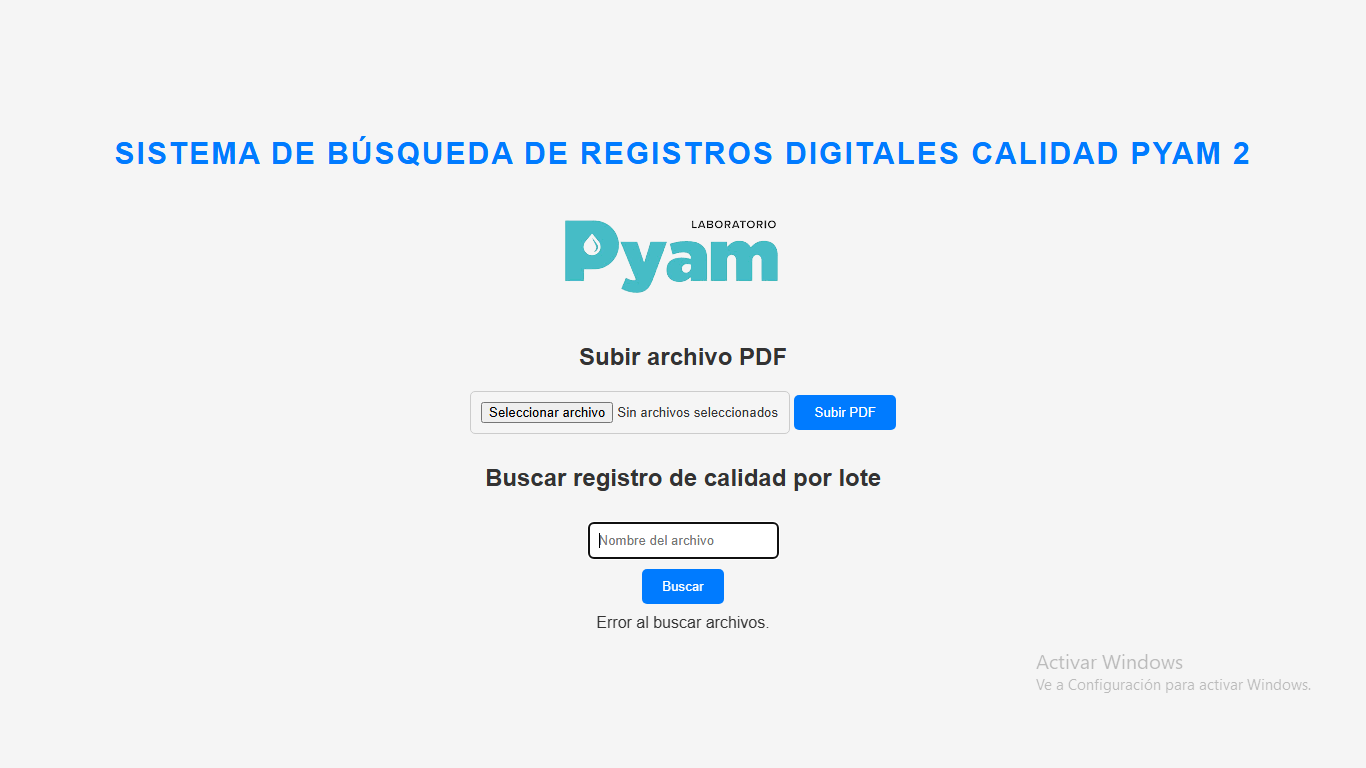 SISTEMA DE BÚSQUEDA DE REGISTROS DIGITALES CALIDAD PYAM 2
LABORATORIO
Pyam
Subir archivo PDF
Seleccionar archivo Sin archivos seleccionados Subir PDF
Buscar registro de calidad por lote
Nombre del archivo
Buscar
Error al buscar archivos.
Activar Windows
Ve a Configuración para activar Windows.